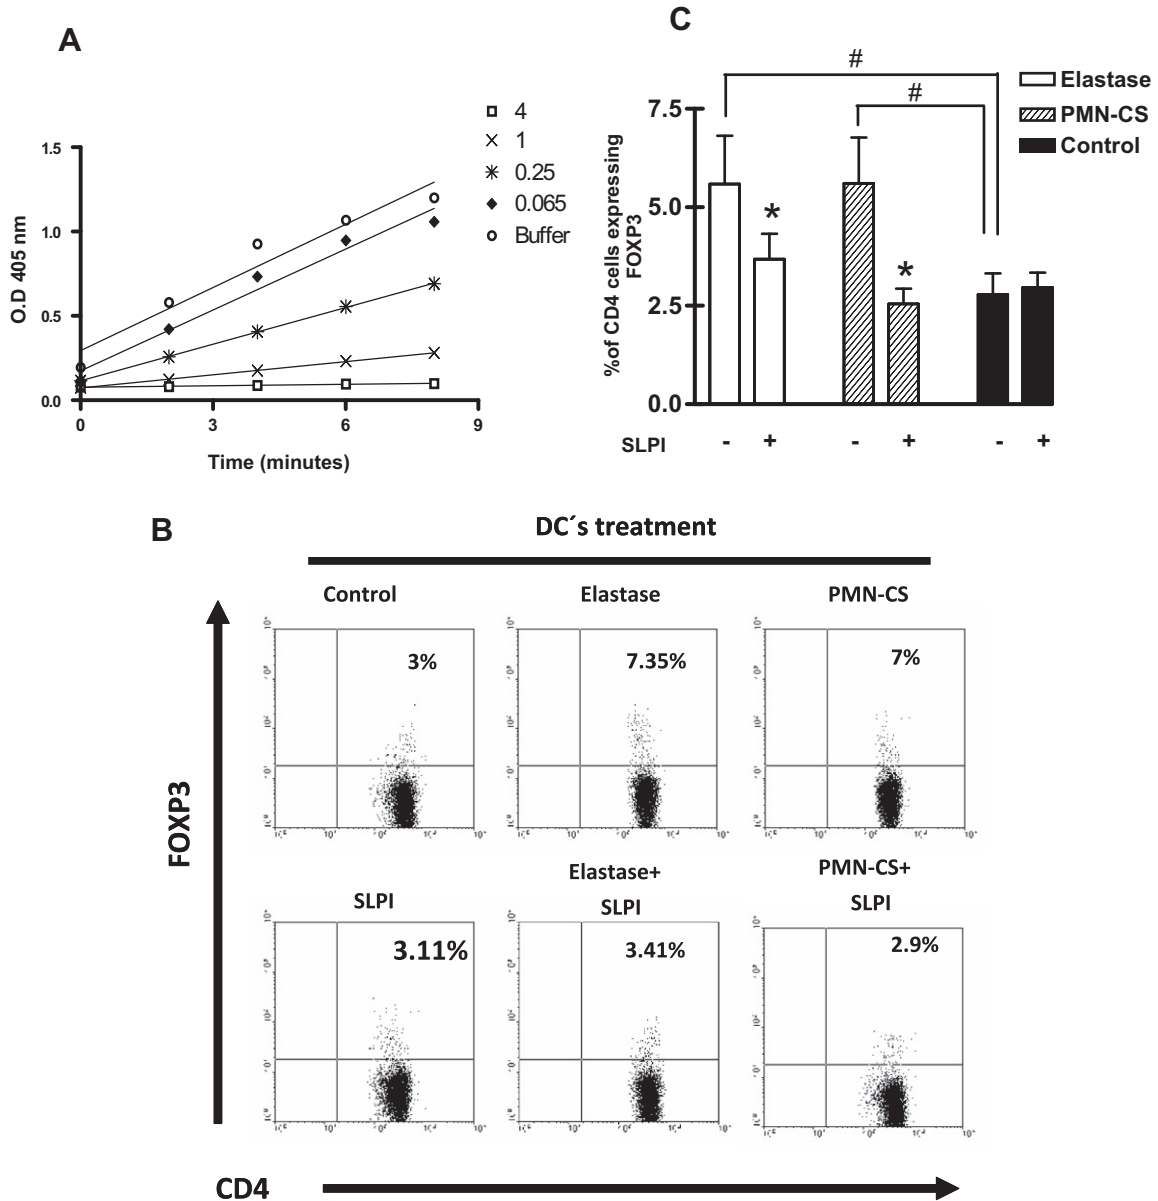 A
4
1
0.25
0.065
Buffer
1.5
1.0
0.5
0.0
O.D 405 nm
0 3 6 9
Time (minutes)
C
#
#
Elastase
PMN-CS
Control
7.5
5.0
2.5
0.0
%of CD4 cells expressing
FOXP3
*
*
SLPI - + - + - +
B
DC´s treatment
Control Elastase PMN-CS
3% 7.35% 7%
FOXP3
SLPI
Elastase+
SLPI
PMN-CS+
SLPI
3.11% 3.41% 2.9%
CD4